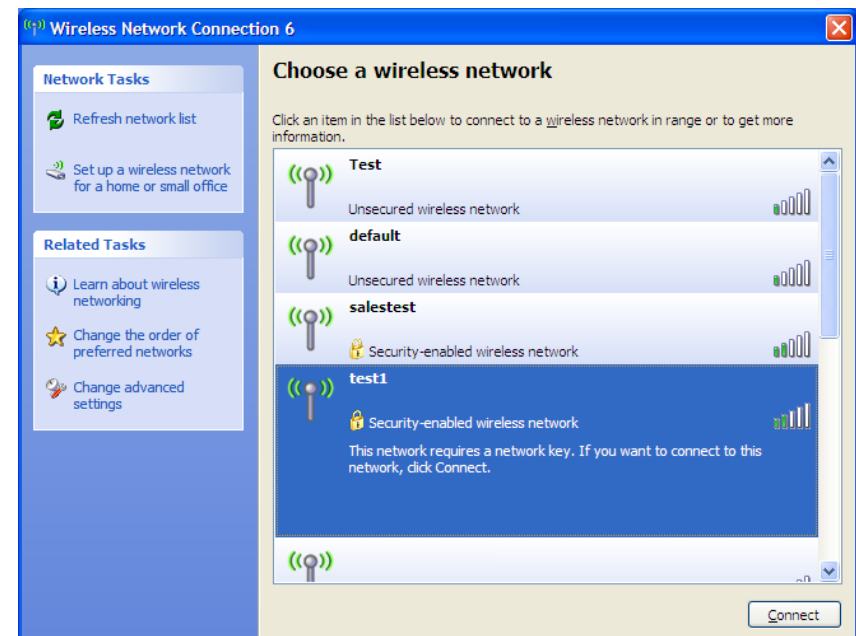 Wireless Network Connection 6
Network Tasks
Refresh network list
Set up a wireless network
for a home or small office
Related Tasks
Learn about wireless
networking
Change the order of
preferred networks
Change advanced
settings
Choose a wireless network
Click an item in the list below to connect to a wireless network in range or to get more
information.
Test
Unsecured wireless network
default
Unsecured wireless network
salestest
Security-enabled wireless network
test1
Security-enabled wireless network
This network requires a network key. If you want to connect to this
network, click Connect.
Connect